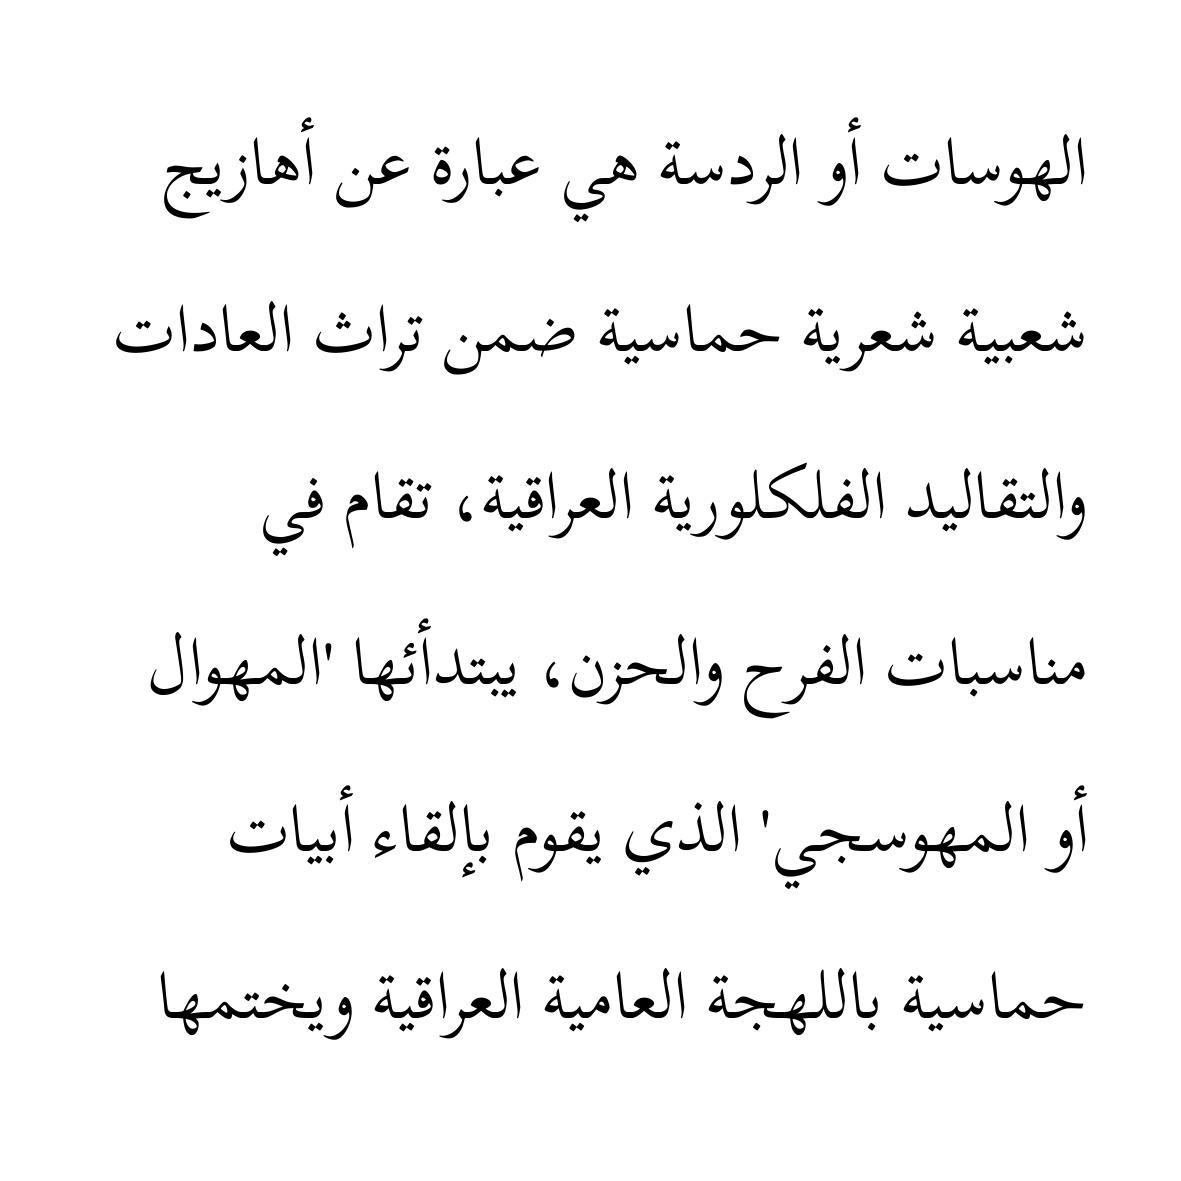 الهوسات أو الردسة هي عبارة عن أهازيج
شعبية شعرية حماسية ضمن تراث العادات
والتقاليد الفلكلورية العراقية، تقام في
مناسبات الفرح والحزن، يبتدأئها 'المهوال
أو المهوسجي' الذي يقوم بإلقاء أبيات
حماسية باللهجة العامية العراقية ويختمها